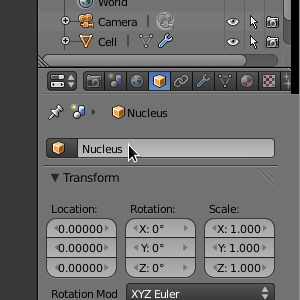 World
Camera
Cell
Nucleus
Nucleus
Transform
Location: Rotation: Scale:
0.00000 X: 0° X: 1.000
0.00000 Y: 0° Y: 1.000
0.00000 Z: 0° Z: 1.000
Rotation Mod XYZ Euler